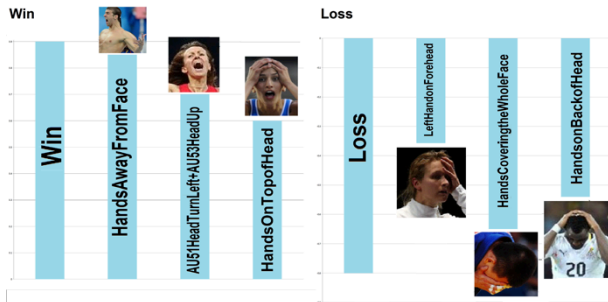 Win
Win
HandsAwayFromFace
AU51HeadTurnLeft+AU53HeadUp
HandsOnTopofHead
Loss
Loss
LeftHandonForehead
HandsCoveringtheWholeFace
HandsonBackofHead
20